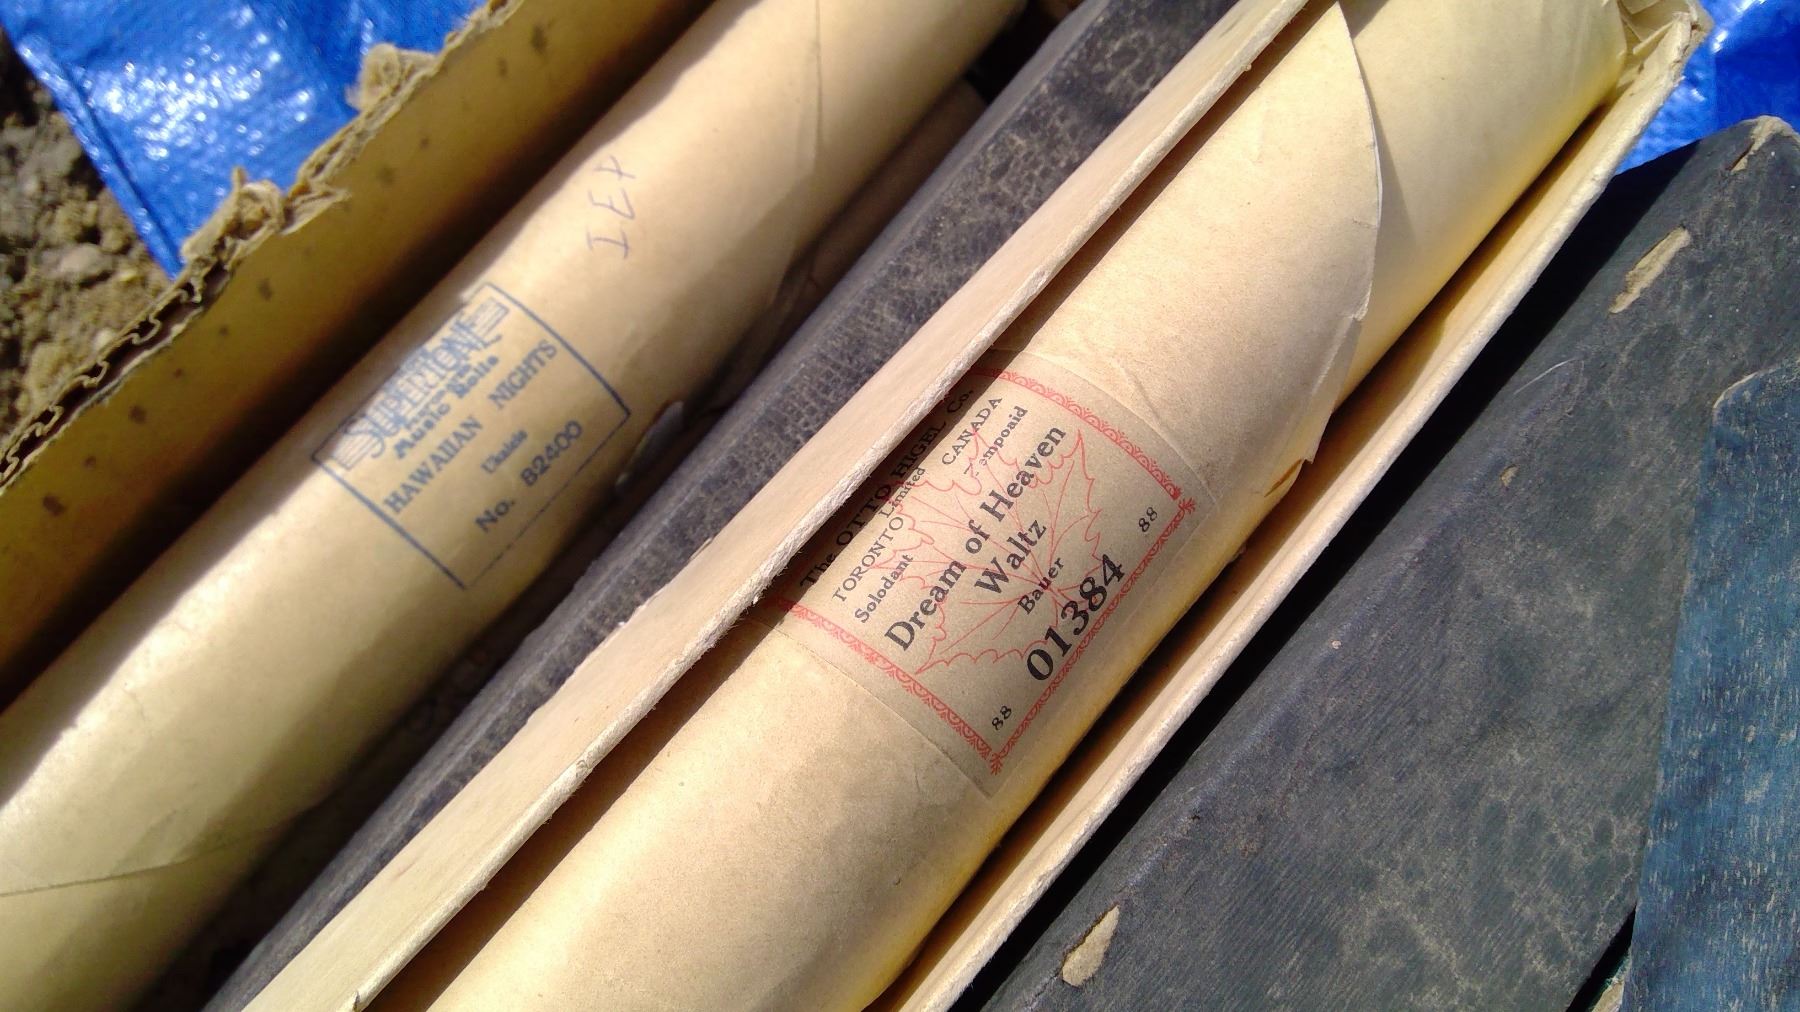 IEX
SUPERTONE
Music Rolls
HAWAIIAN NIGHTS
Ukulele
No. B2400
The OTTO HIGEL Co.
Limited
TORONTO CANADA
Solodant Tempoaid
Dream of Heaven
Waltz
Bauer
88 01384 88